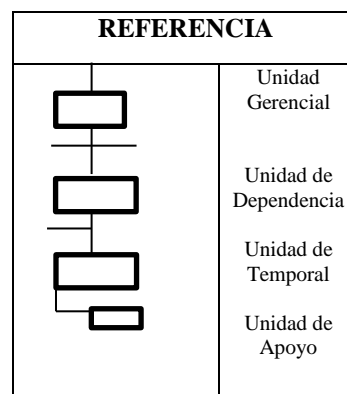 REFERENCIA
Unidad
Gerencial
Unidad de
Dependencia
Unidad de
Temporal
Unidad de
Apoyo